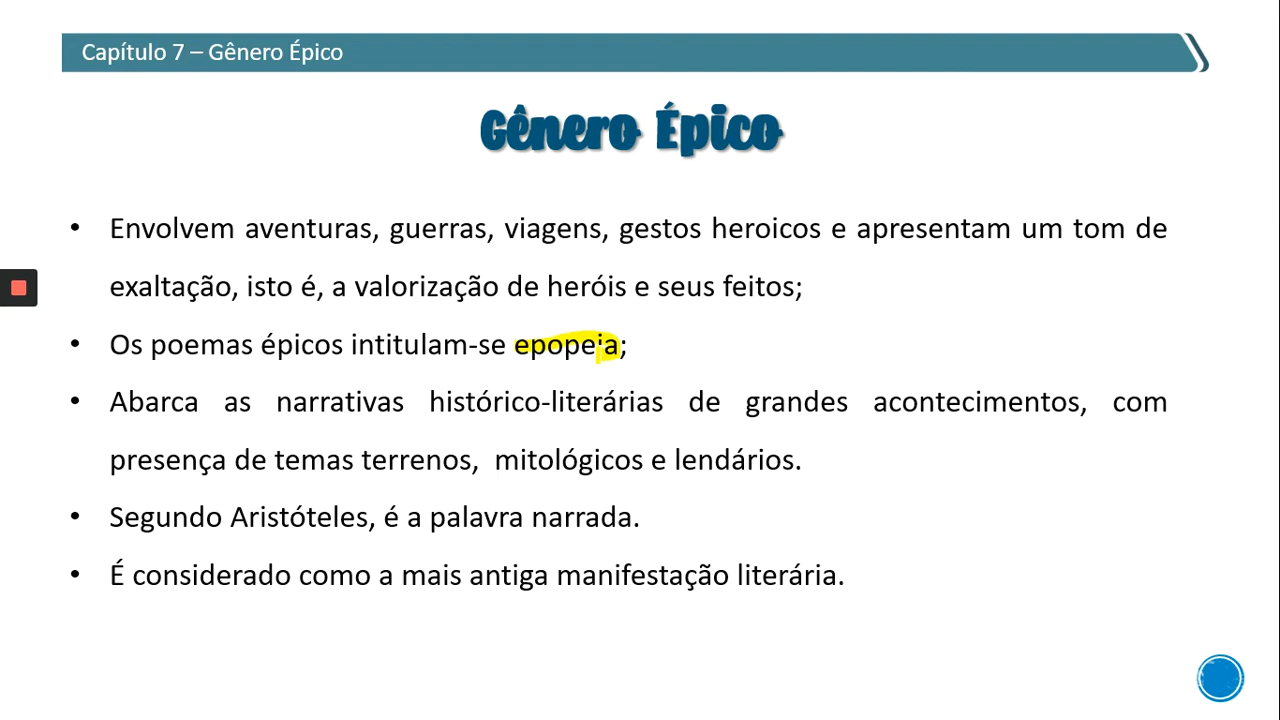 Capítulo 7 – Gênero Épico
Gênero Épico
• Envolvem aventuras, guerras, viagens, gestos heroicos e apresentam um tom de
exaltação, isto é, a valorização de heróis e seus feitos;
• Os poemas épicos intitulam-se epopeia;
• Abarca as narrativas histórico-literárias de grandes acontecimentos, com
presença de temas terrenos, mitológicos e lendários.
• Segundo Aristóteles, é a palavra narrada.
• É considerado como a mais antiga manifestação literária.